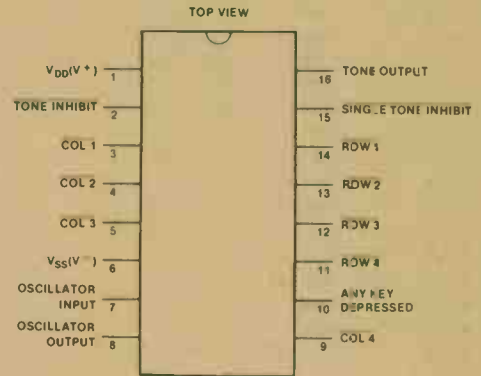 TOP VIEW
VDD(V+) 1
TONE INHIBIT 2
COL 1 3
COL 2 4
COL 3 5
VSS(V-) 6
OSCILLATOR
INPUT 7
OSCILLATOR
OUTPUT 8
16 TONE OUTPUT
15 SINGLE TONE INHIBIT
14 ROW 1
13 ROW 2
12 ROW 3
11 ROW 4
10 ANY KEY
DEPRESSED
9 COL 4